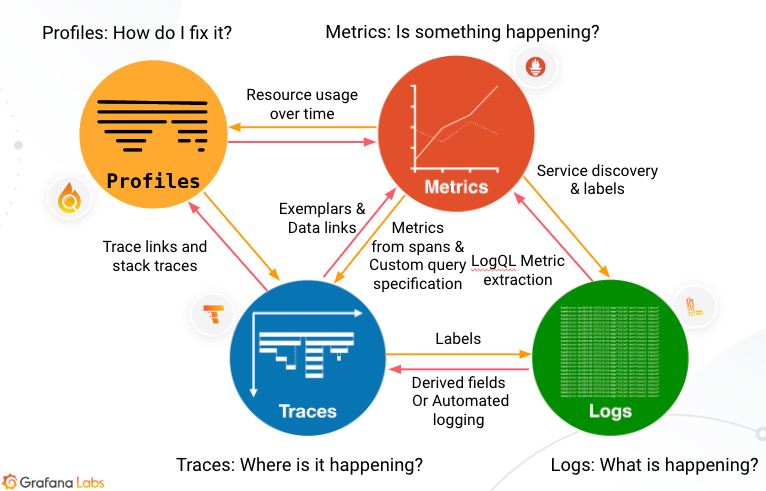 Profiles: How do I fix it?
Metrics: Is something happening?
Resource usage
over time
Profiles
Metrics
Service discovery
& labels
Exemplars &
Data links
Metrics
from spans &
Custom query
specification
LogQL Metric
extraction
Trace links and
stack traces
Labels
Derived fields
Or Automated
logging
Traces
Logs
Traces: Where is it happening?
Logs: What is happening?
Grafana Labs